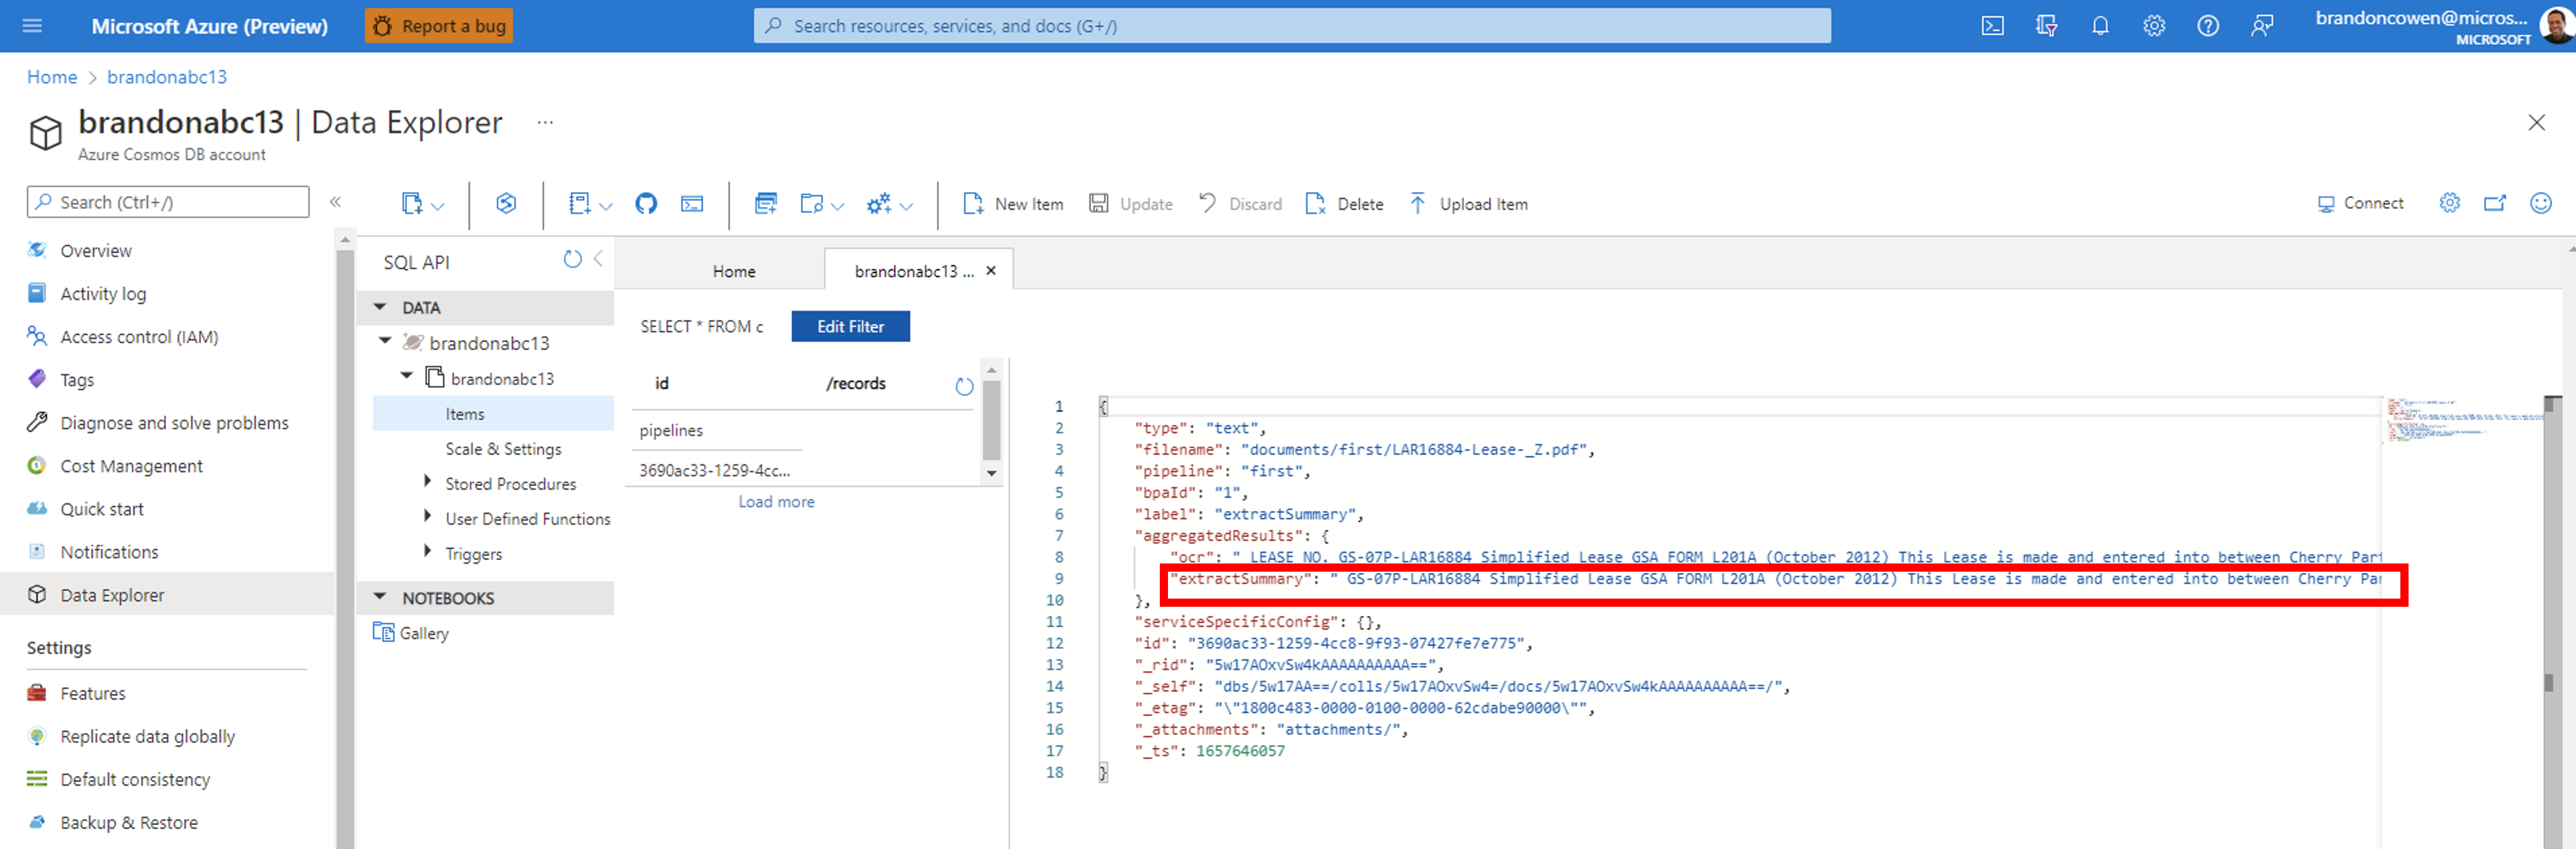 Microsoft Azure (Preview)
Report a bug
Search resources, services, and docs (G+/)
brandoncowen@micros...
MICROSOFT
Home > brandonabc13
brandonabc13 | Data Explorer ...
Azure Cosmos DB account
Search (Ctrl+/)
«
New Item
Update
Discard
Delete
Upload Item
Connect
Overview
Activity log
Access control (IAM)
Tags
Diagnose and solve problems
Cost Management
Quick start
Notifications
Data Explorer
Settings
Features
Replicate data globally
Default consistency
Backup & Restore
SQL API
DATA
brandonabc13
brandonabc13
Items
Scale & Settings
Stored Procedures
User Defined Functions
Triggers
NOTEBOOKS
Gallery
Home
brandonabc13 ...
SELECT * FROM c
Edit Filter
id
/records
pipelines
3690ac33-1259-4cc...
Load more
1 {
2 "type": "text",
3 "filename": "documents/first/LAR16884-Lease-_Z.pdf",
4 "pipeline": "first",
5 "bpaId": "1",
6 "label": "extractSummary",
7 "aggregatedResults": {
8 "ocr": " LEASE NO. GS-07P-LAR16884 Simplified Lease GSA FORM L201A (October 2012) This Lease is made and entered into between Cherry Part
9 "extractSummary": " GS-07P-LAR16884 Simplified Lease GSA FORM L201A (October 2012) This Lease is made and entered into between Cherry Par
10 },
11 "serviceSpecificConfig": {},
12 "id": "3690ac33-1259-4cc8-9f93-07427fe7e775",
13 "_rid": "5w17AOxvSw4kAAAAAAAAAA==",
14 "_self": "dbs/5w17AA==/colls/5w17AOxvSw4=/docs/5w17AOxvSw4kAAAAAAAAAA==/",
15 "_etag": "\"1800c483-0000-0100-0000-62cdabe90000\"",
16 "_attachments": "attachments/",
17 "_ts": 1657646057
18 }